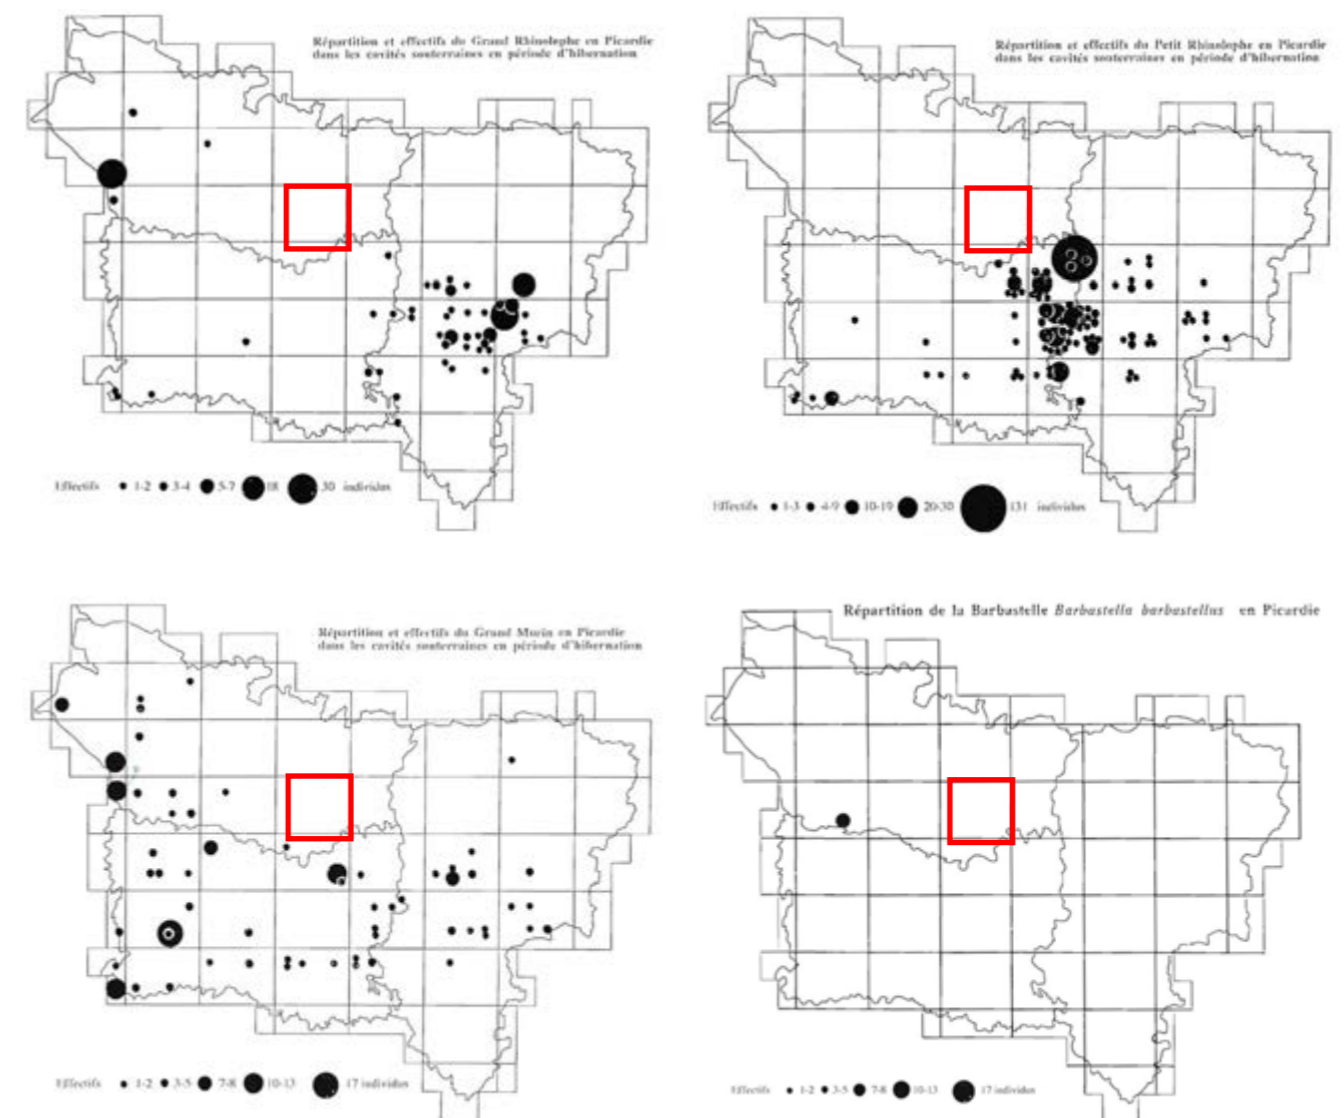 Répartition et effectifs du Grand Rhinolophe en Picardie
dans les cavités souterraines en période d'hibernation
Répartition et effectifs du Petit Rhinolophe en Picardie
dans les cavités souterraines en période d'hibernation
Effectifs 1-2 3-4 5-7 18 30 individus
Effectifs 1-3 4-9 10-19 20-30 131 individus
Répartition et effectifs du Grand Murin en Picardie
dans les cavités souterraines en période d'hibernation
Répartition de la Barbastelle Barbastella barbastellus en Picardie
Effectifs 1-2 3-5 7-8 10-13 17 individus
Effectifs 1-2 3-5 7-8 10-13 17 individus